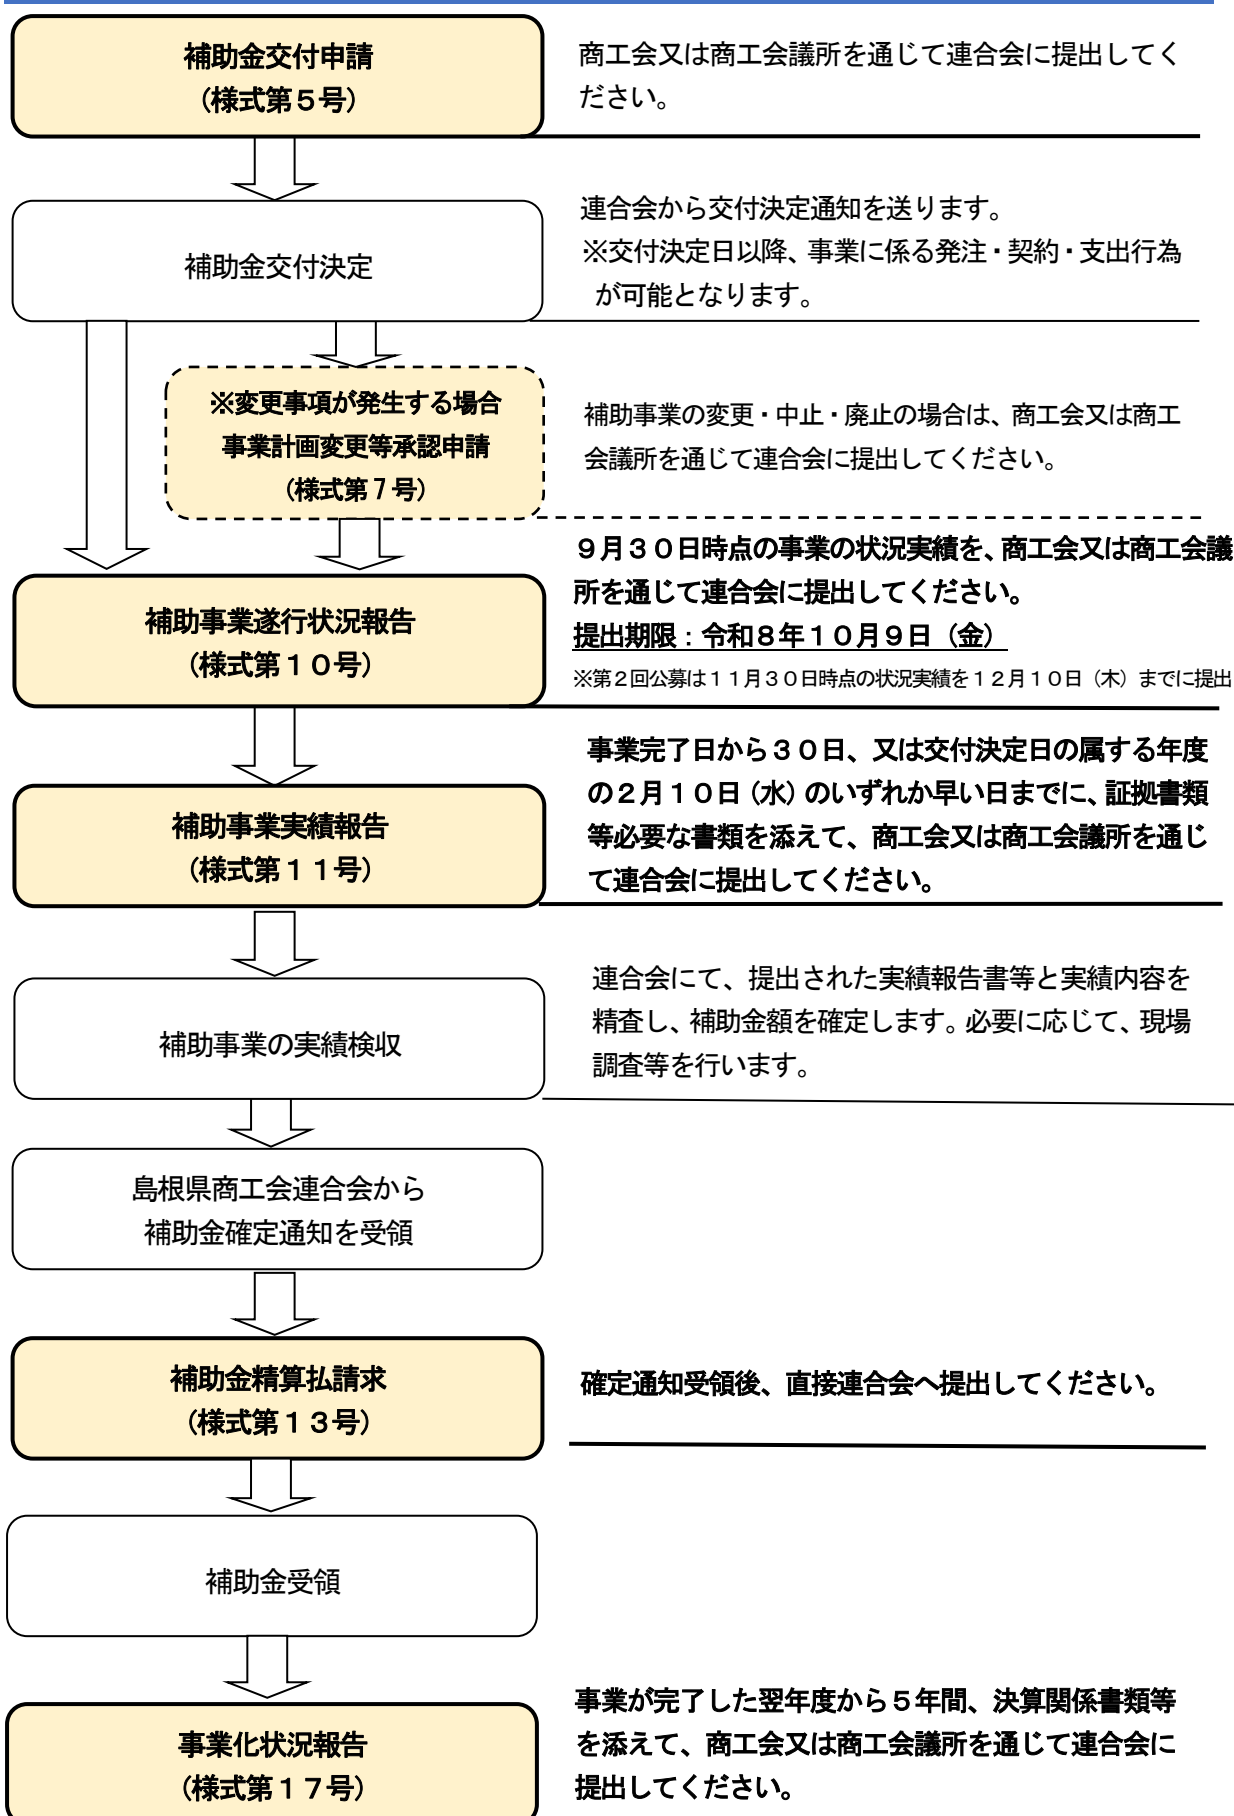 補助金交付申請
（様式第５号）
商工会又は商工会議所を通じて連合会に提出してく
ださい。
補助金交付決定
連合会から交付決定通知を送ります。
※交付決定日以降、事業に係る発注・契約・支出行為
が可能となります。
※変更事項が発生する場合
事業計画変更等承認申請
（様式第７号）
補助事業の変更・中止・廃止の場合は、商工会又は商工
会議所を通じて連合会に提出してください。
補助事業遂行状況報告
（様式第１０号）
９月３０日時点の事業の状況実績を、商工会又は商工会議
所を通じて連合会に提出してください。
提出期限：令和８年１０月９日（金）
※第２回公募は１１月３０日時点の状況実績を１２月１０日（木）までに提出
補助事業実績報告
（様式第１１号）
事業完了日から３０日、又は交付決定日の属する年度
の２月１０日（水）のいずれか早い日までに、証拠書類
等必要な書類を添えて、商工会又は商工会議所を通じ
て連合会に提出してください。
補助事業の実績検収
連合会にて、提出された実績報告書等と実績内容を
精査し、補助金額を確定します。必要に応じて、現場
調査等を行います。
島根県商工会連合会から
補助金確定通知を受領
補助金精算払請求
（様式第１３号）
確定通知受領後、直接連合会へ提出してください。
補助金受領
事業化状況報告
（様式第１７号）
事業が完了した翌年度から５年間、決算関係書類等
を添えて、商工会又は商工会議所を通じて連合会に
提出してください。